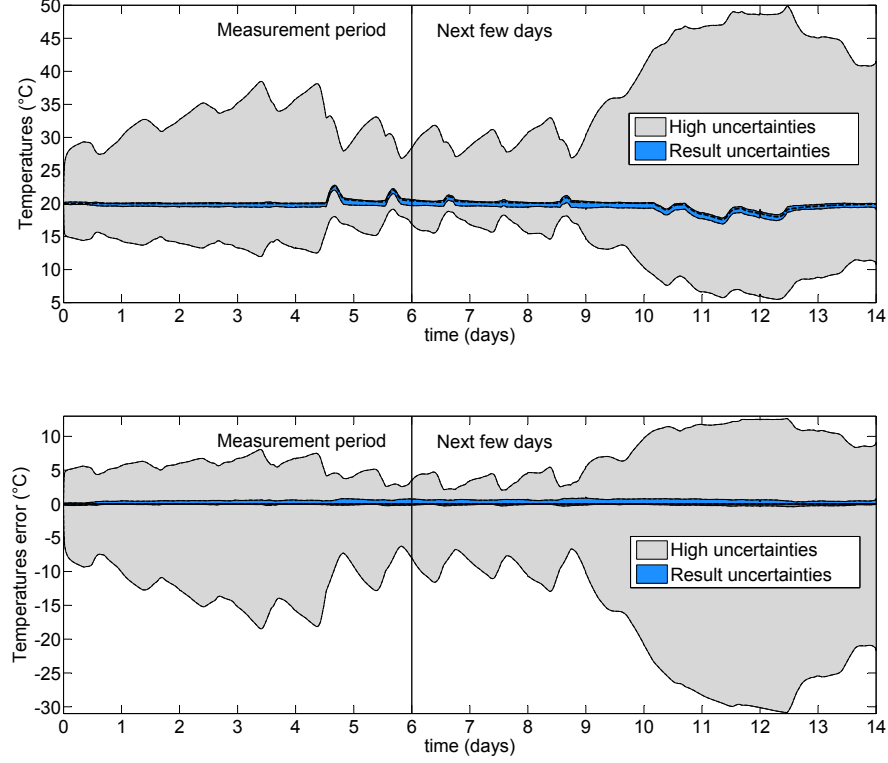 50
45
40
35
30
25
20
15
10
5
Temperatures (°C)
Measurement period
Next few days
High uncertainties
Result uncertainties
0 1 2 3 4 5 6 7 8 9 10 11 12 13 14
time (days)
10
5
0
-5
-10
-15
-20
-25
-30
Temperatures error (°C)
Measurement period
Next few days
High uncertainties
Result uncertainties
0 1 2 3 4 5 6 7 8 9 10 11 12 13 14
time (days)